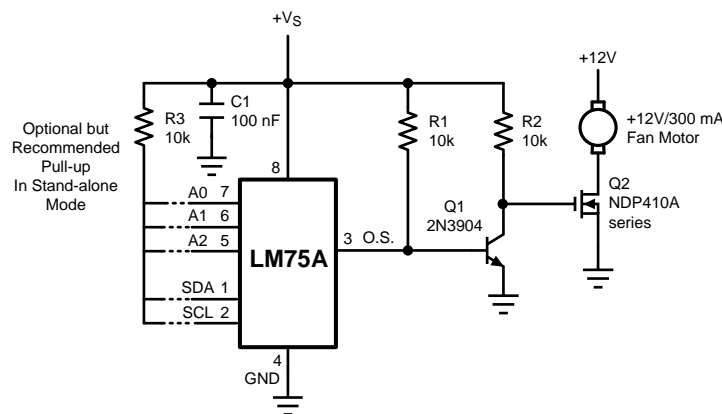 +VS
+12V
C1
100 nF
R3
10k
R1
10k
R2
10k
+12V/300 mA
Fan Motor
Optional but
Recommended
Pull-up
In Stand-alone
Mode
8
Q1
2N3904
Q2
NDP410A
series
A0 7
A1 6
A2 5
3 O.S.
LM75A
SDA 1
SCL 2
4
GND